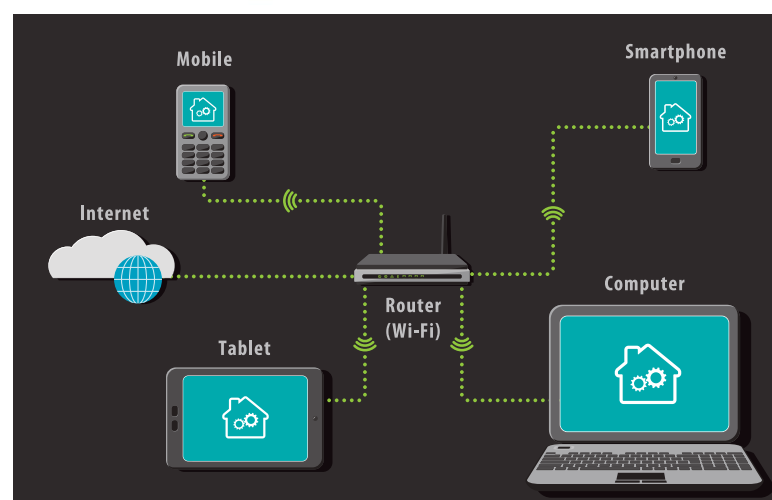 Mobile
Smartphone
Internet
Computer
Router
(Wi-Fi)
Tablet